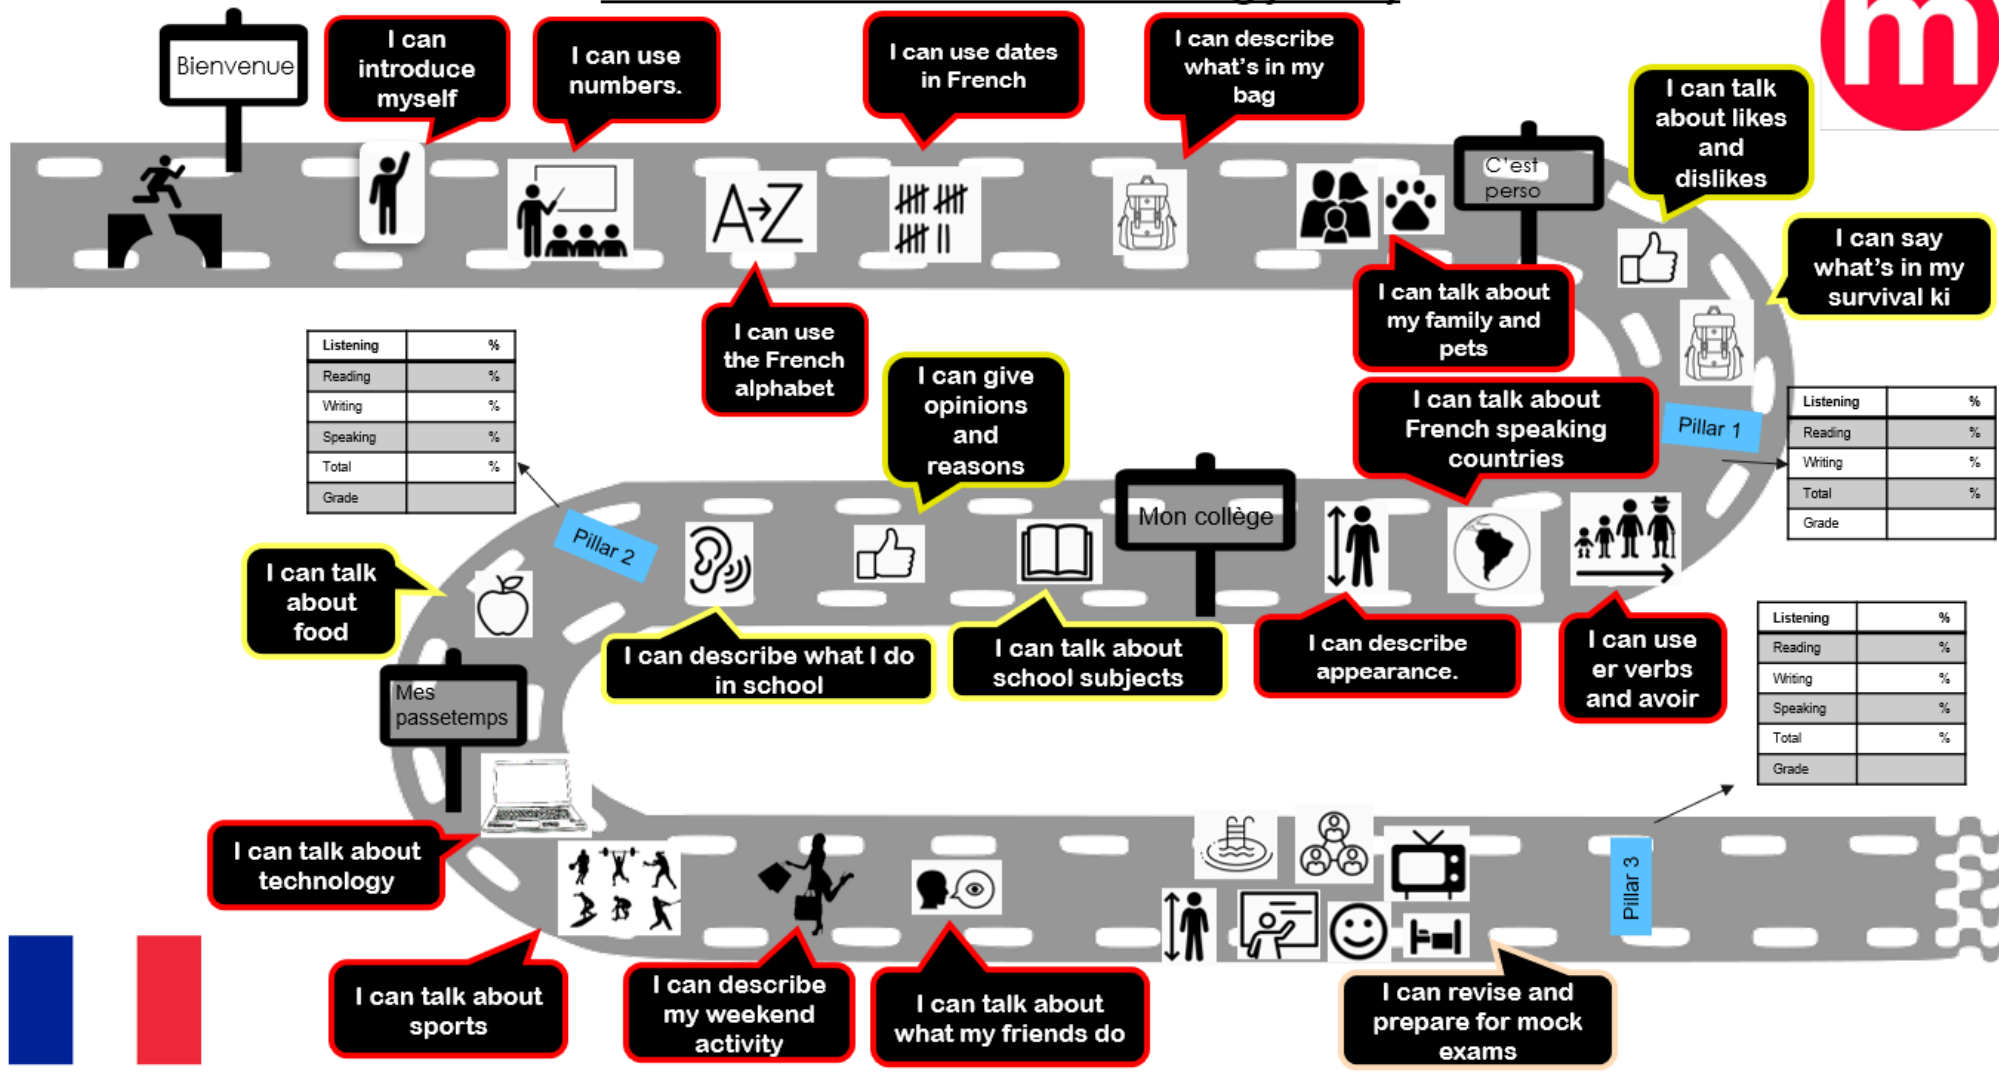 Bienvenue
I can
introduce
myself
I can use
numbers.
I can use dates
in French
I can describe
what's in my
bag
m
I can talk
about likes
and
dislikes
C'est
perso
A→Z
I can say
what's in my
survival ki
I can talk about
my family and
pets
I can use
the French
alphabet
Listening %
Reading %
Writing %
Speaking %
Total %
Grade
I can give
opinions
and
reasons
I can talk about
French speaking
countries
Pillar 1
Listening %
Reading %
Writing %
Total %
Grade
Mon collège
Pillar 2
I can talk
about
food
I can describe what I do
in school
I can talk about
school subjects
I can describe
appearance.
I can use
er verbs
and avoir
Listening %
Reading %
Writing %
Speaking %
Total %
Grade
Mes
passetemps
I can talk about
technology
Pillar 3
I can talk about
sports
I can describe
my weekend
activity
I can talk about
what my friends do
I can revise and
prepare for mock
exams